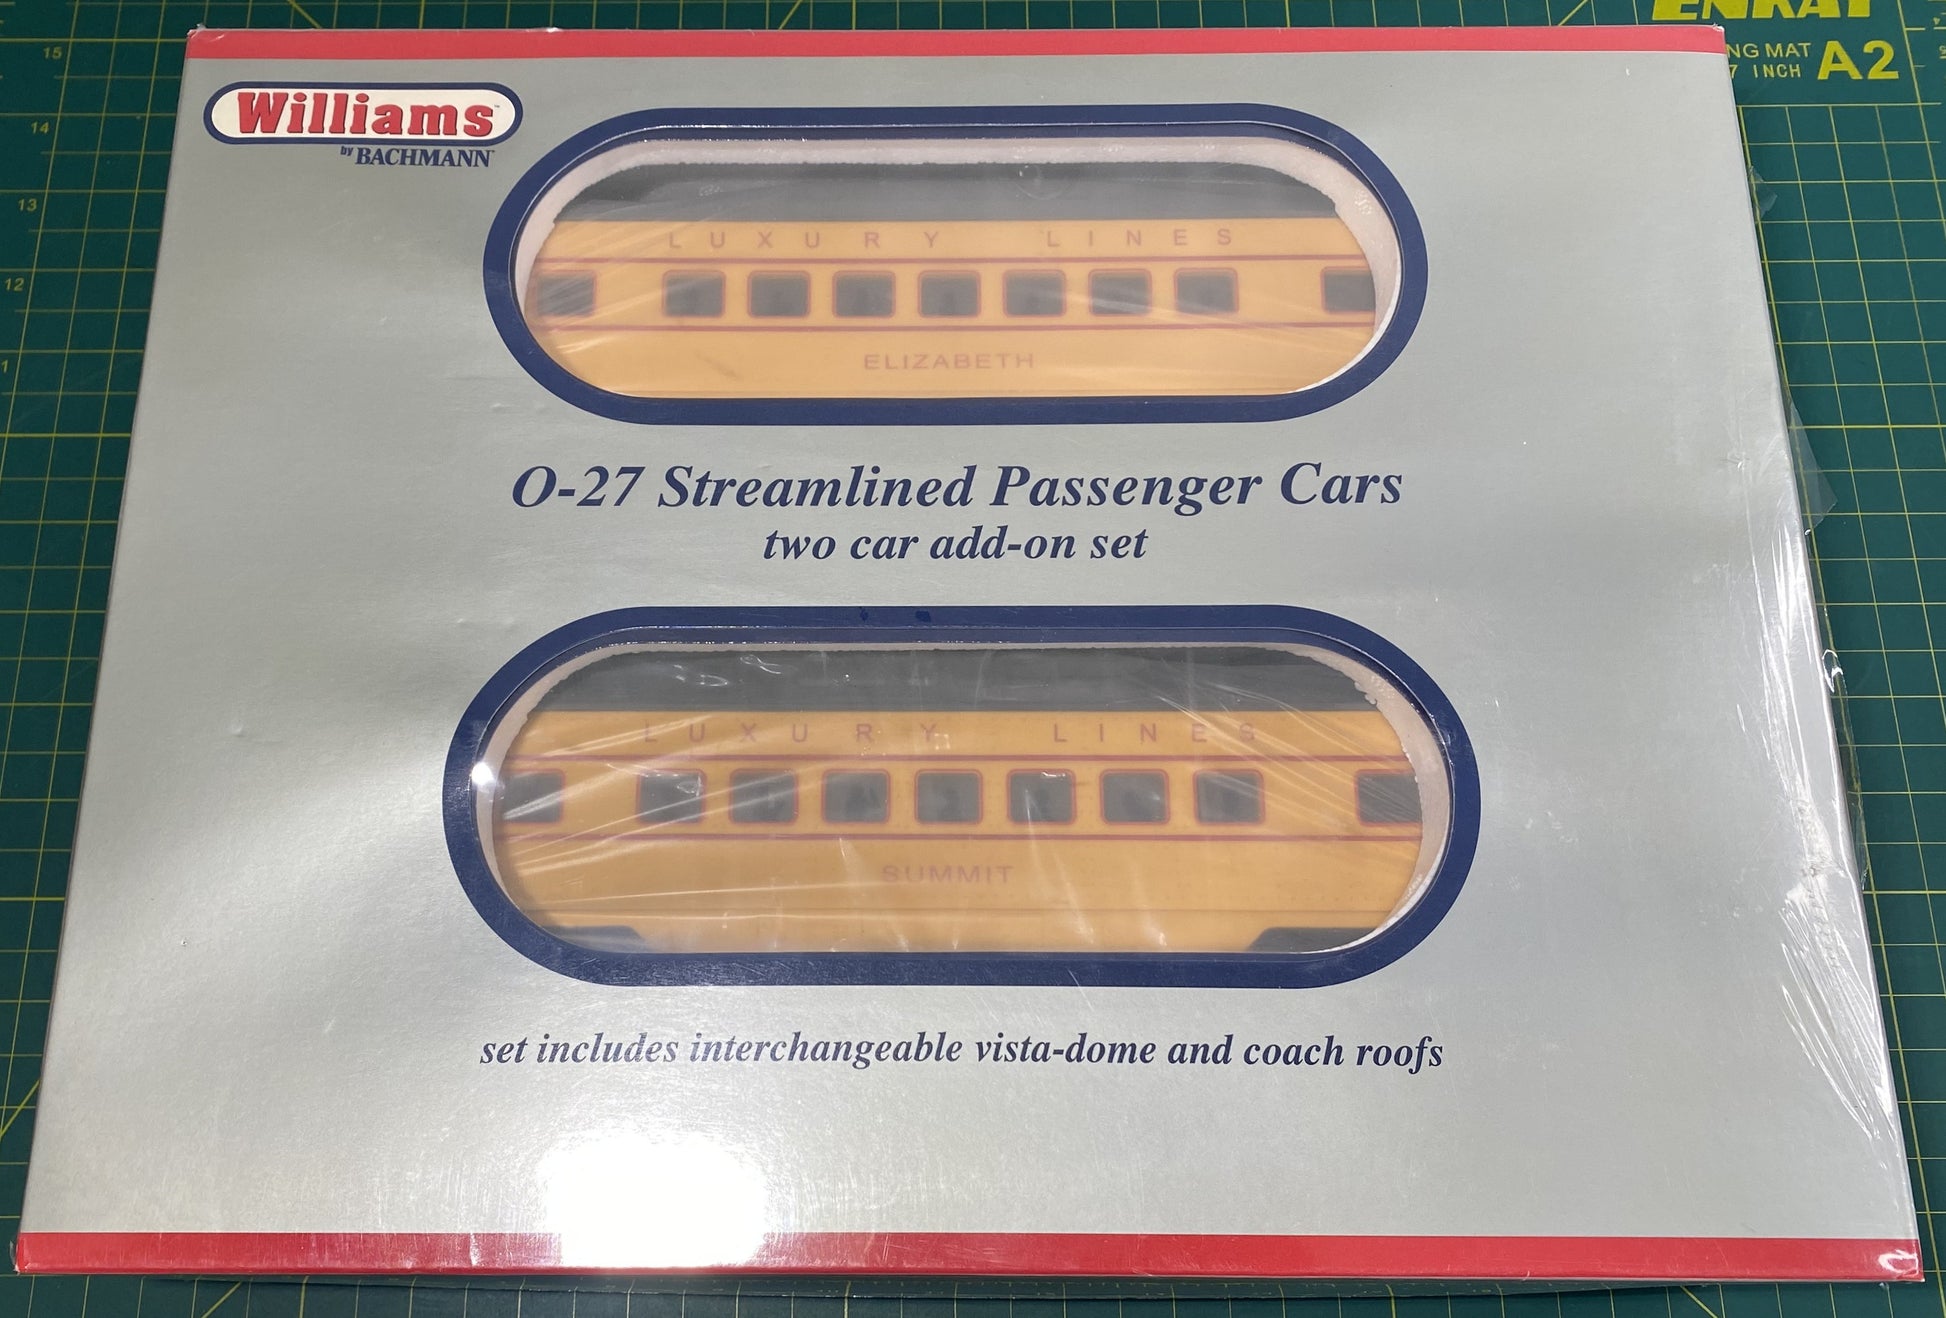 Williams
by BACHMANN
LUXURY LINES
ELIZABETH
O-27 Streamlined Passenger Cars
two car add-on set
LUXURY LINES
SUMMIT
set includes interchangeable vista-dome and coach roofs
A2
INCH
MAT
15
14
13
12